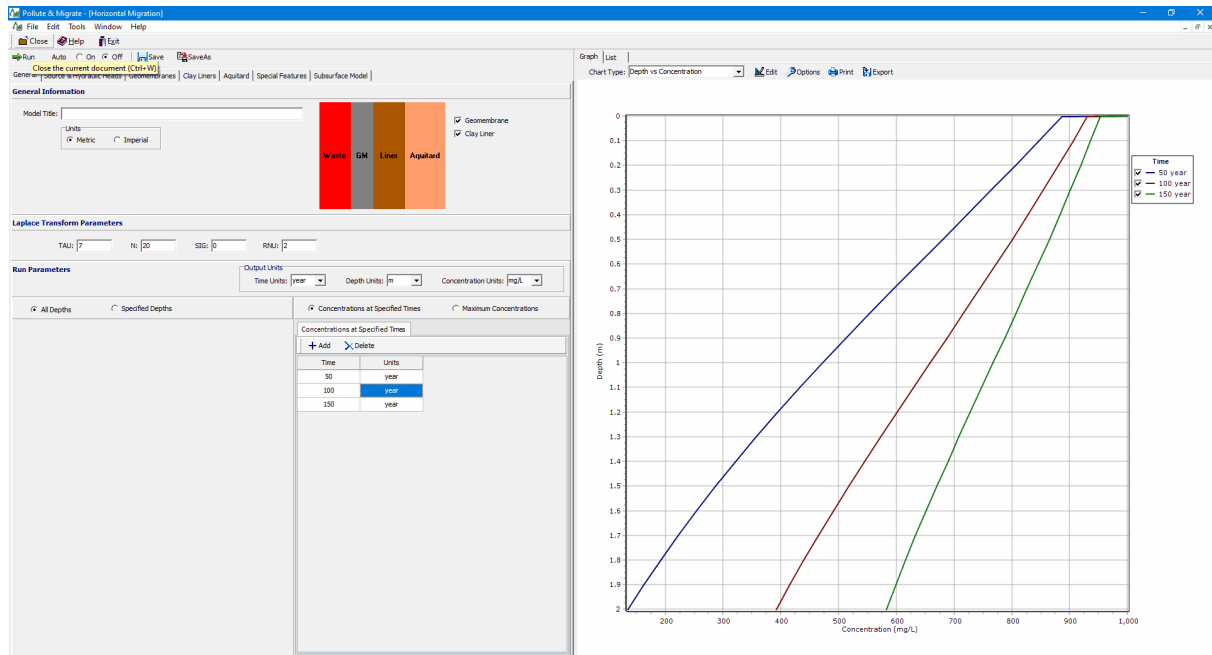 Pollute & Migrate - [Horizontal Migration]
File Edit Tools Window Help
Close Help Exit
Run Auto On Off Save SaveAs
Close the current document (Ctrl+W)
General Source & Hydraulic Heads Geomembranes Clay Liners Aquitard Special Features Subsurface Model
General Information
Model Title:
Units
Metric Imperial
Waste GM Liner Aquitard
Geomembrane
Clay Liner
Laplace Transform Parameters
TAU: 7 N: 20 SIG: 0 RNU: 2
Run Parameters
Output Units
Time Units: year Depth Units: m Concentration Units: mg/L
All Depths Specified Depths
Concentrations at Specified Times Maximum Concentrations
Concentrations at Specified Times
Add Delete
Time Units
50 year
100 year
150 year
Graph List
Chart Type: Depth vs Concentration Edit Options Print Export
0
0.1
0.2
0.3
0.4
0.5
0.6
0.7
0.8
0.9
1
1.1
1.2
1.3
1.4
1.5
1.6
1.7
1.8
1.9
2
Depth (m)
200 300 400 500 600 700 800 900 1,000
Concentration (mg/L)
Time
50 year
100 year
150 year